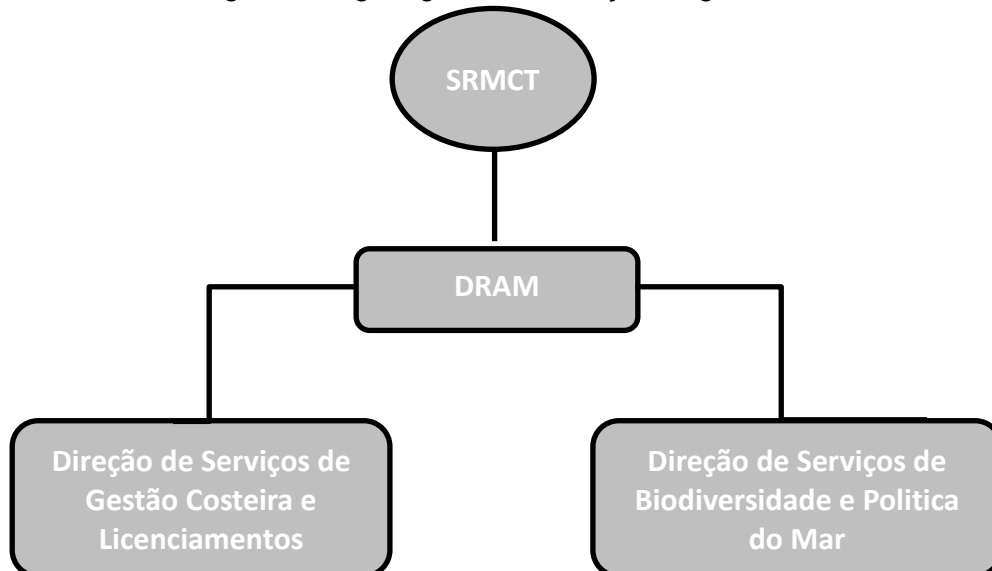 SRMCT
DRAM
Direção de Serviços de
Gestão Costeira e
Licenciamentos
Direção de Serviços de
Biodiversidade e Politica
do Mar